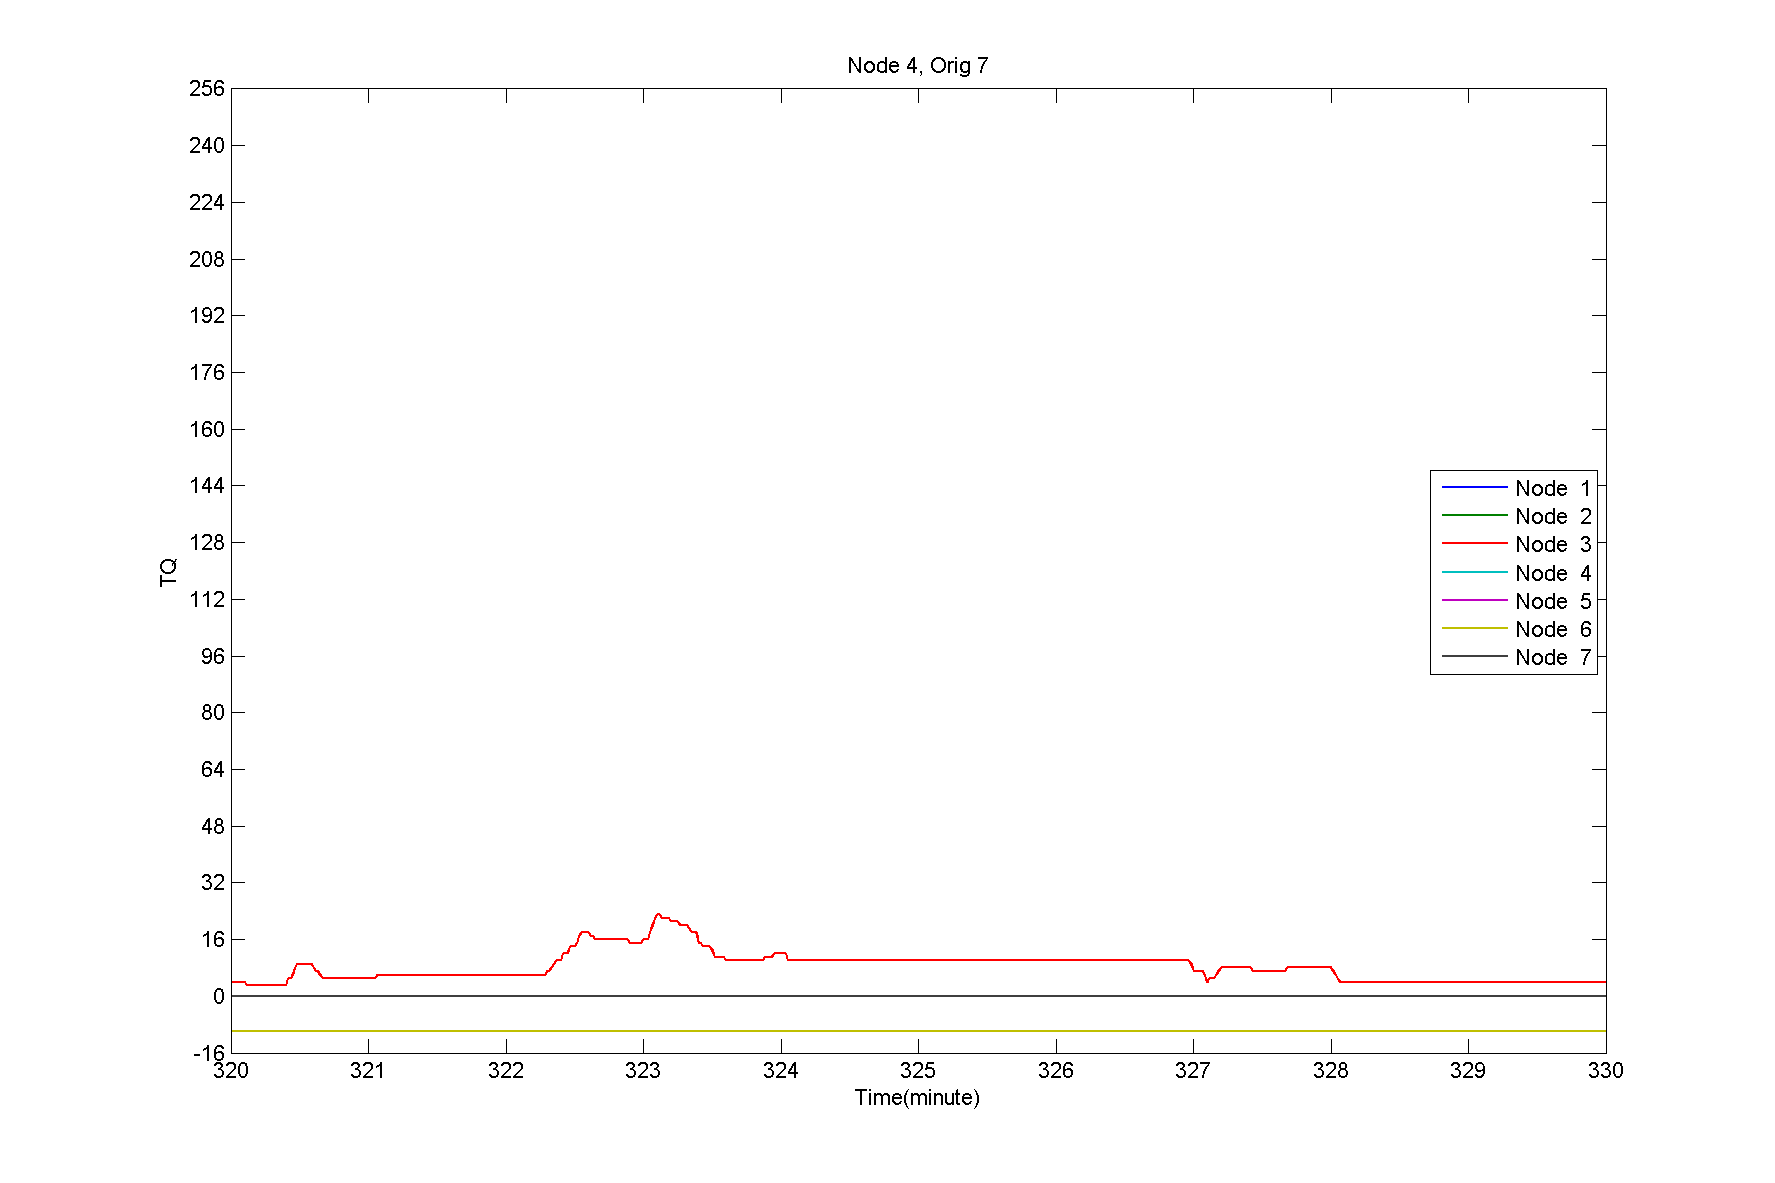 Node 4, Orig 7
256
240
224
208
192
176
160
144
128
112
96
80
64
48
32
16
0
-16
TQ
Node 1
Node 2
Node 3
Node 4
Node 5
Node 6
Node 7
320 321 322 323 324 325 326 327 328 329 330
Time(minute)